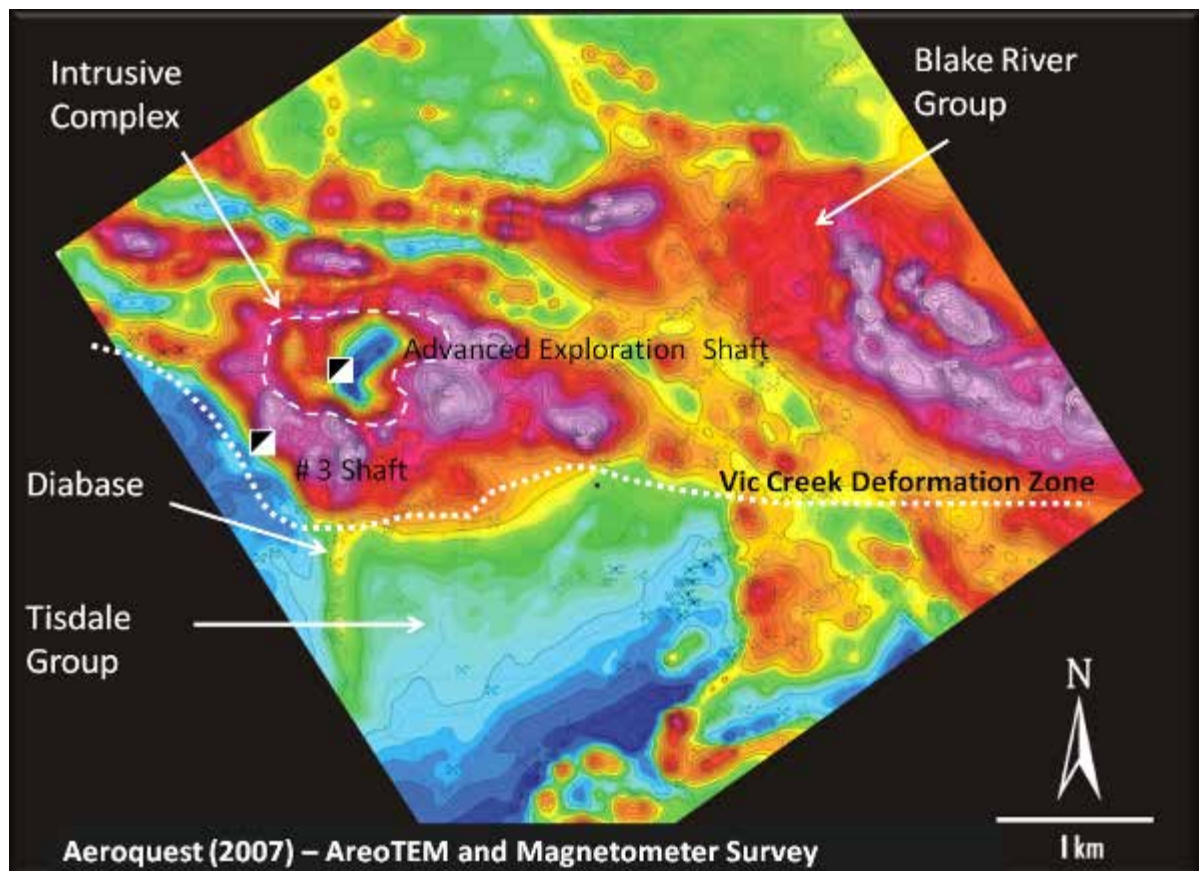 Intrusive
Complex
Blake River
Group
Advanced Exploration Shaft
# 3 Shaft
Diabase
Vic Creek Deformation Zone
Tisdale
Group
N
1 km
Aeroquest (2007) – AreoTEM and Magnetometer Survey